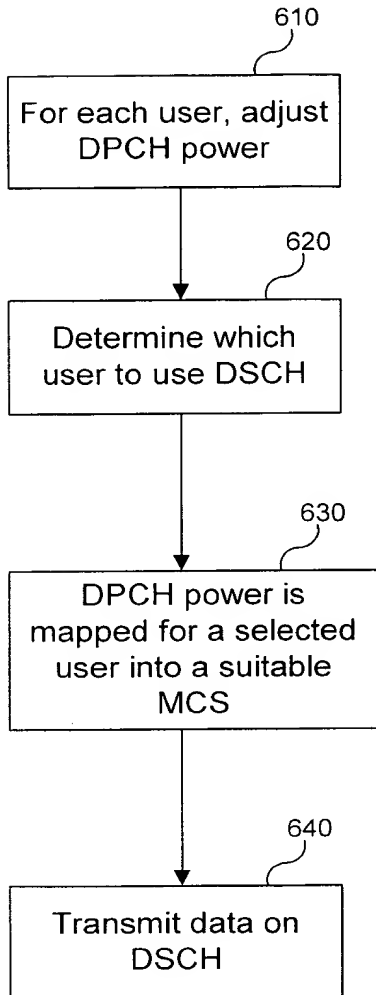 610
For each user, adjust
DPCH power
620
Determine which
user to use DSCH
630
DPCH power is
mapped for a selected
user into a suitable
MCS
640
Transmit data on
DSCH